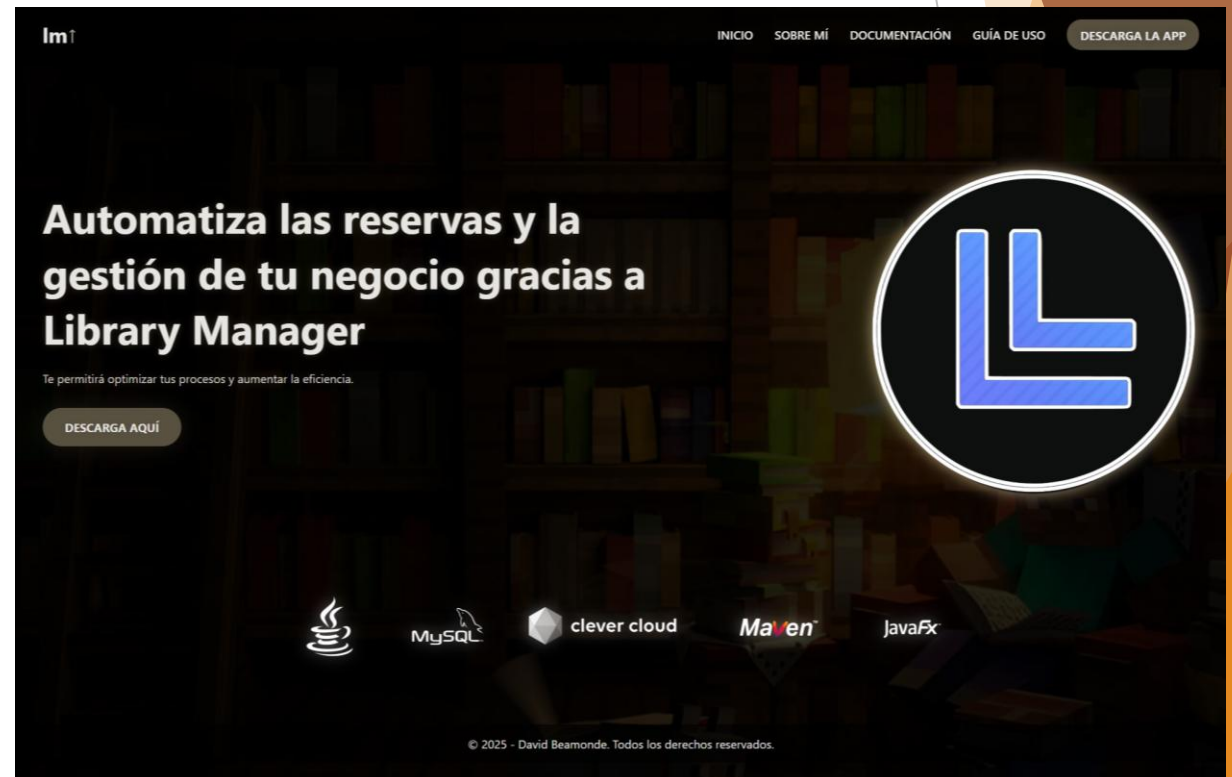 lm↑
INICIO SOBRE MÍ DOCUMENTACIÓN GUÍA DE USO DESCARGA LA APP
Automatiza las reservas y la
gestión de tu negocio gracias a
Library Manager
Te permitirá optimizar tus procesos y aumentar la eficiencia.
DESCARGA AQUÍ
MySQL
clever cloud
Maven™
JavaFx
© 2025 - David Beamonde. Todos los derechos reservados.